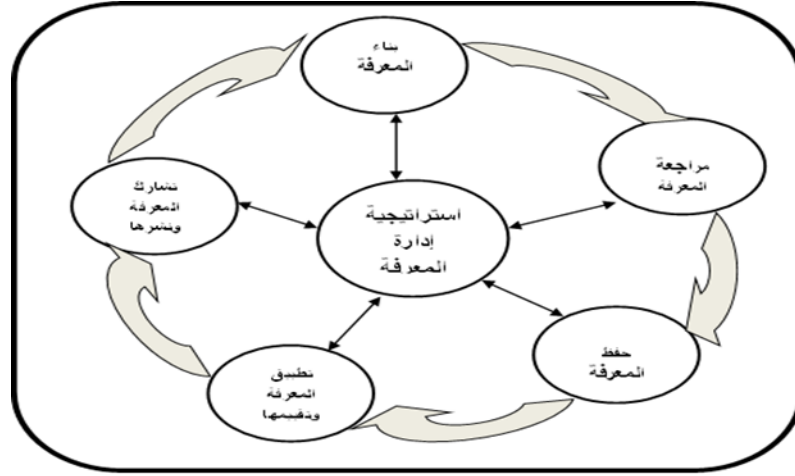 بناء
المعرفة
مراجعة
المعرفة
تشارك
المعرفة
ونشرها
استراتيجية
إدارة
المعرفة
حفظ
المعرفة
تطبيق
المعرفة
وتقييمها